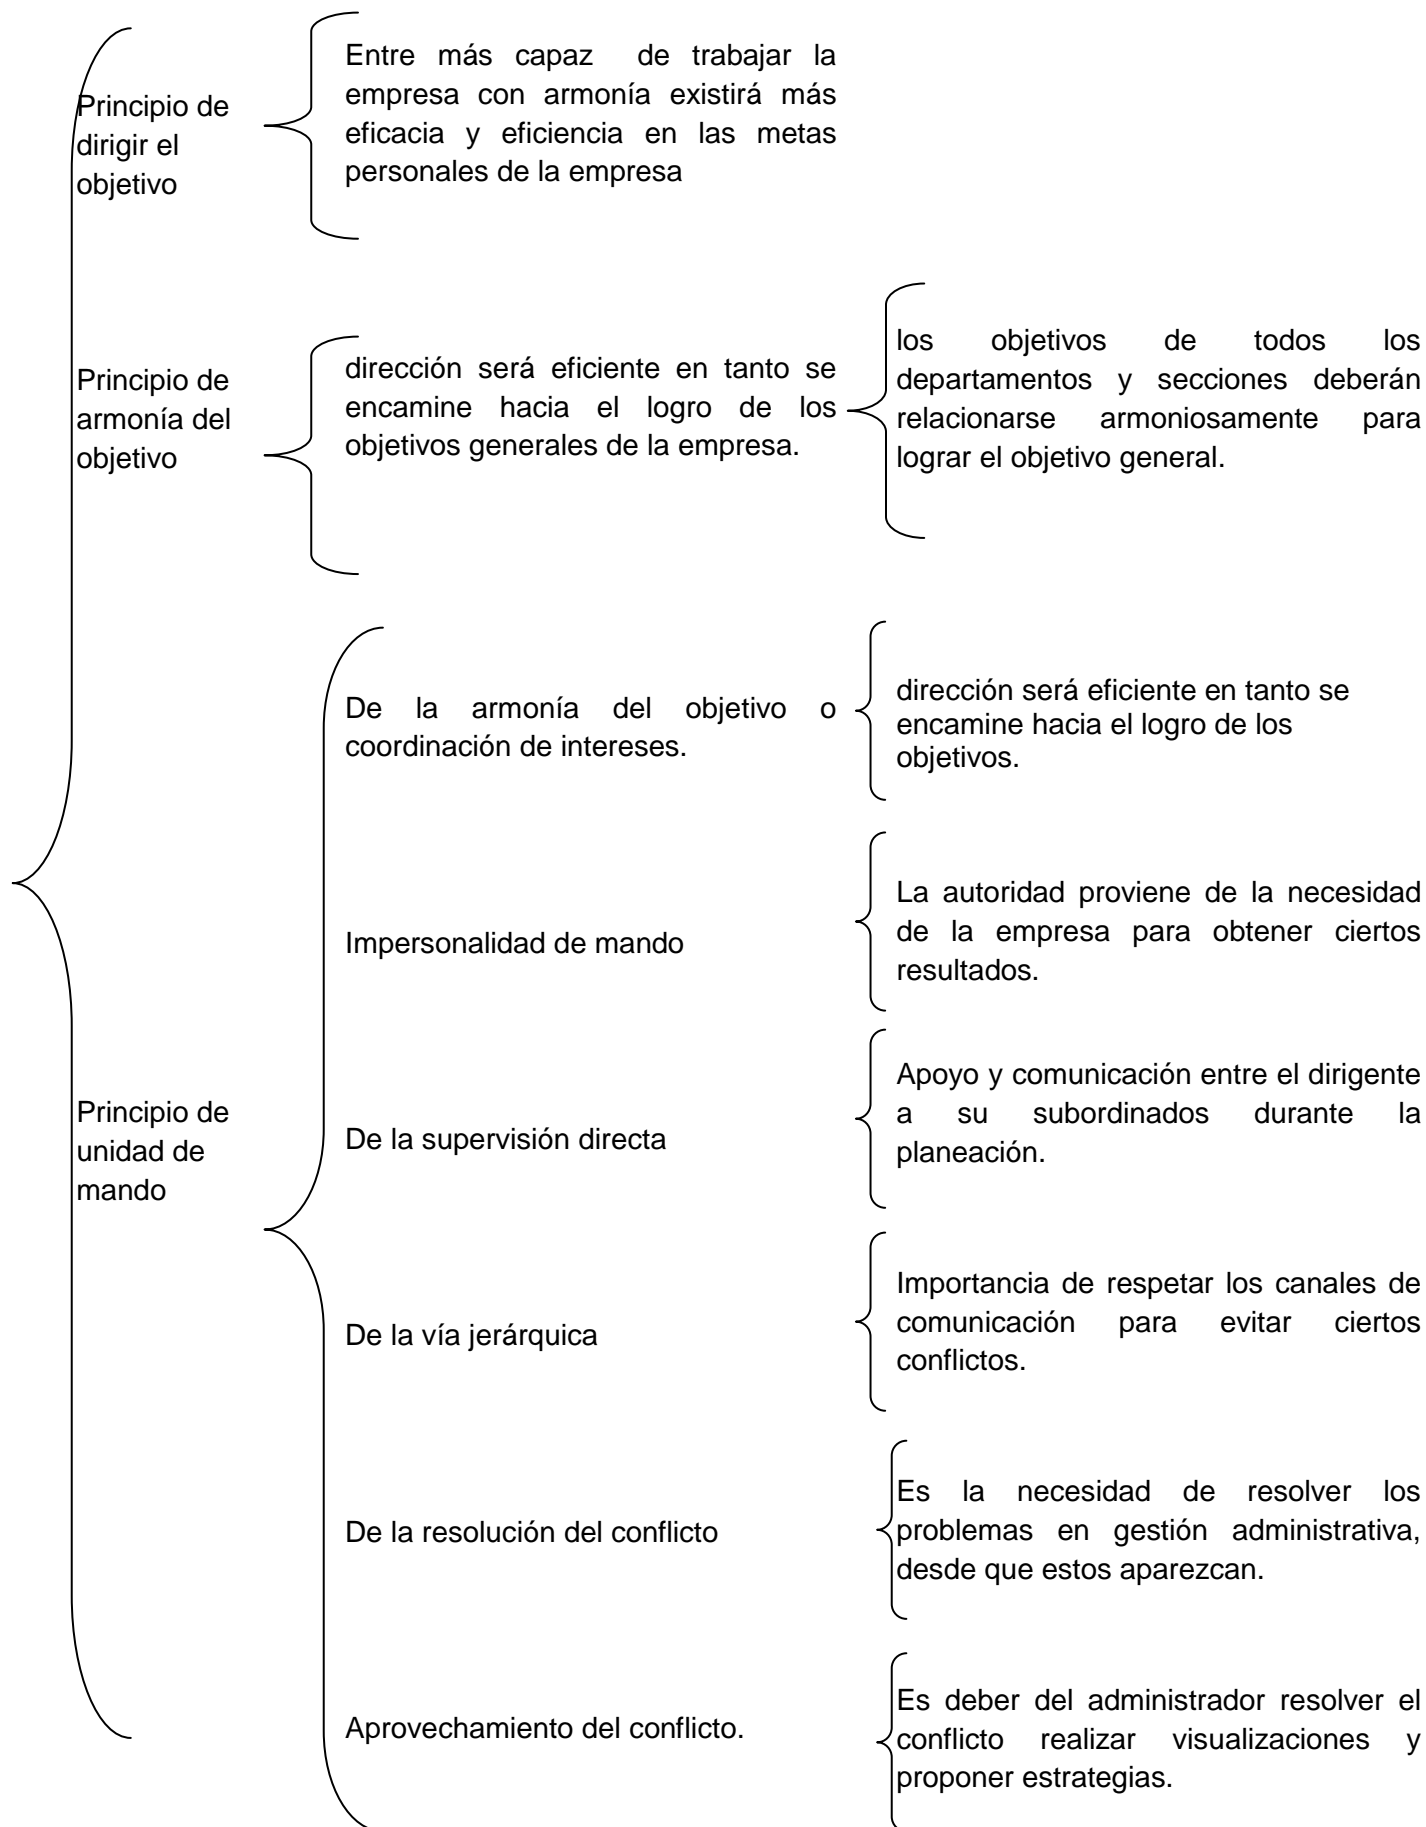 Principio de
dirigir el
objetivo
Entre más capaz de trabajar la
empresa con armonía existirá más
eficacia y eficiencia en las metas
personales de la empresa
Principio de
armonía del
objetivo
dirección será eficiente en tanto se
encamine hacia el logro de los
objetivos generales de la empresa.
los objetivos de todos los
departamentos y secciones deberán
relacionarse armoniosamente para
lograr el objetivo general.
Principio de
unidad de
mando
De la armonía del objetivo o
coordinación de intereses.
dirección será eficiente en tanto se
encamine hacia el logro de los
objetivos.
Impersonalidad de mando
La autoridad proviene de la necesidad
de la empresa para obtener ciertos
resultados.
De la supervisión directa
Apoyo y comunicación entre el dirigente
a su subordinados durante la
planeación.
De la vía jerárquica
Importancia de respetar los canales de
comunicación para evitar ciertos
conflictos.
De la resolución del conflicto
Es la necesidad de resolver los
problemas en gestión administrativa,
desde que estos aparezcan.
Aprovechamiento del conflicto.
Es deber del administrador resolver el
conflicto realizar visualizaciones y
proponer estrategias.